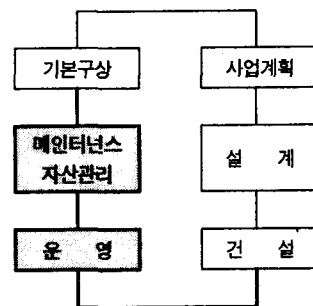 기본구상
사업계획
메인터넌스
자산관리
설 계
운 영
건 설